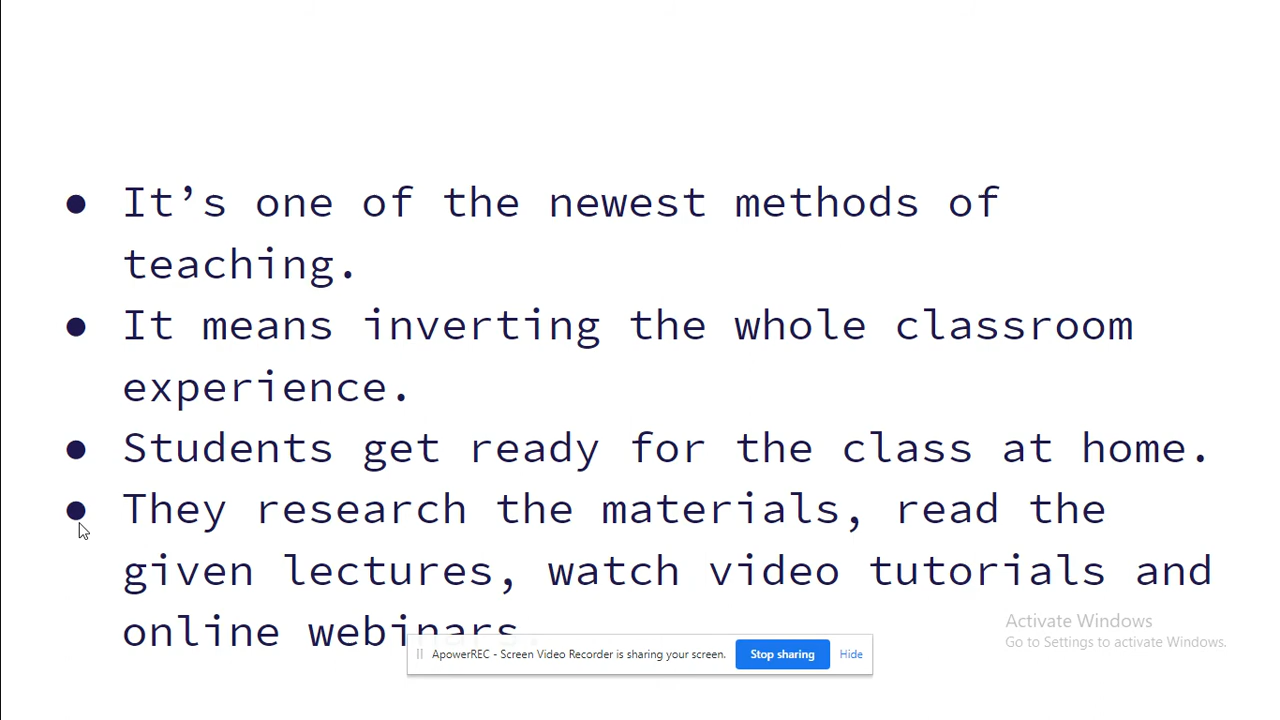 ● It’s one of the newest methods of
teaching.
● It means inverting the whole classroom
experience.
● Students get ready for the class at home.
● They research the materials, read the
given lectures, watch video tutorials and
online webinars.
Activate Windows
Go to Settings to activate Windows.
ApowerREC - Screen Video Recorder is sharing your screen.
Stop sharing
Hide